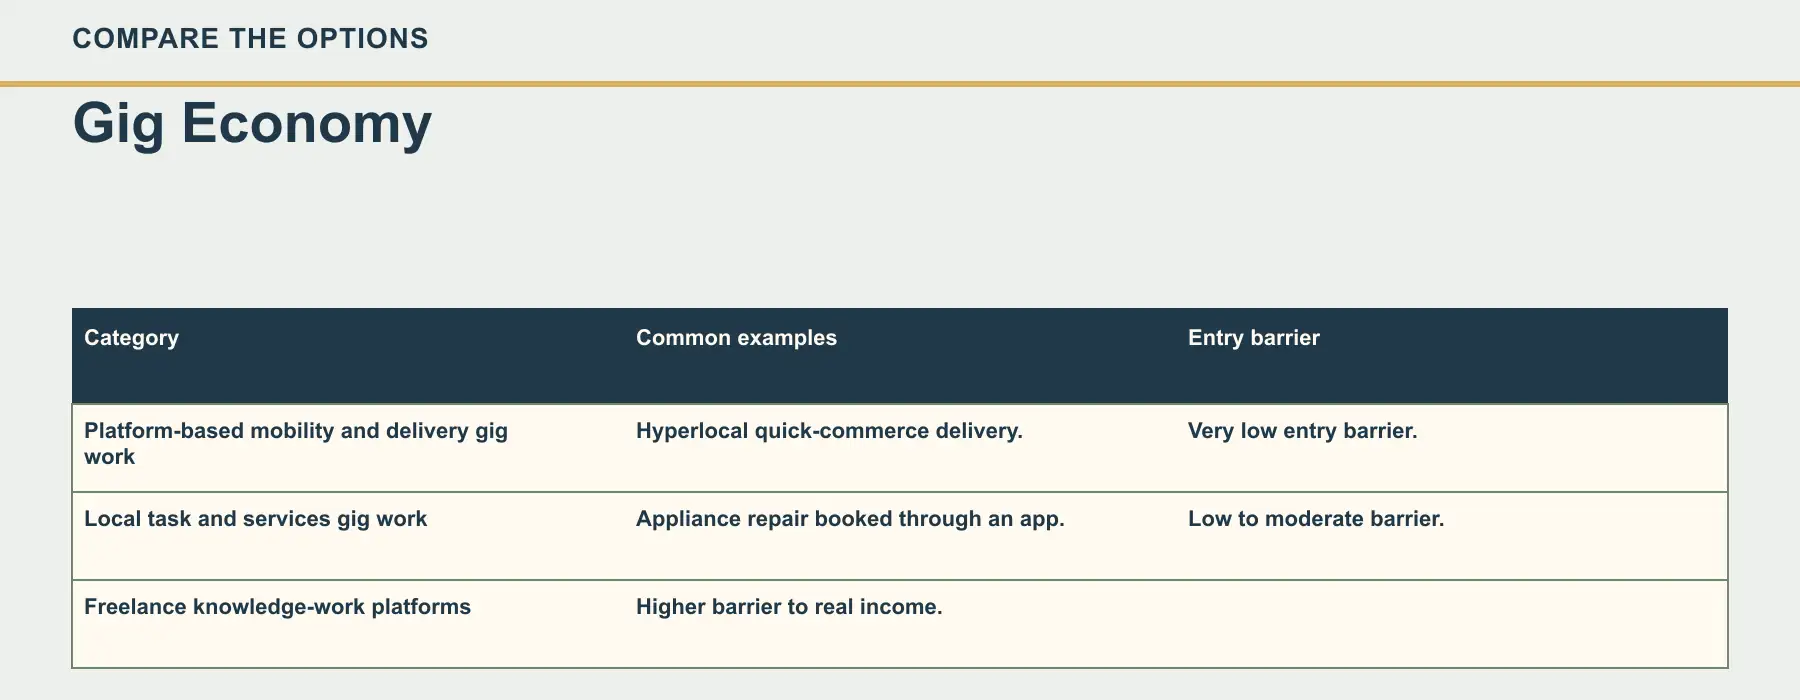 COMPARE THE OPTIONS
Gig Economy
Category Common examples Entry barrier
Platform-based mobility and delivery gig work Hyperlocal quick-commerce delivery. Very low entry barrier.
Local task and services gig work Appliance repair booked through an app. Low to moderate barrier.
Freelance knowledge-work platforms Higher barrier to real income.